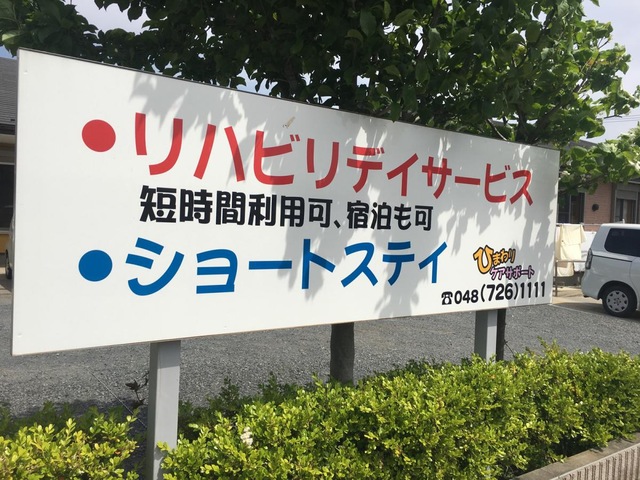 ●リハビリデイサービス
短時間利用可、宿泊も可
●ショートステイ
ひまわり
ケアサポート
☎048(726)1111